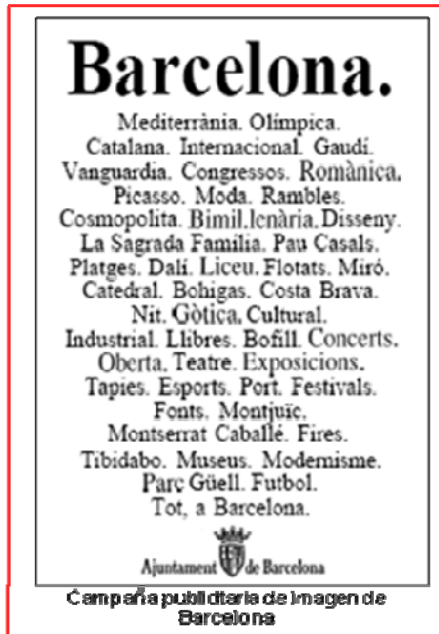 Barcelona.
Mediterrània. Olímpica.
Catalana. Internacional. Gaudí.
Vanguardia. Congressos. Romànica.
Picasso. Moda. Rambles.
Cosmopolita. Bimil.lenària. Disseny.
La Sagrada Família. Pau Casals.
Platges. Dalí. Liceu. Flotats. Miró.
Catedral. Bohigas. Costa Brava.
Nit. Gòtica. Cultural.
Industrial. Llibres. Bofill. Concerts.
Oberta. Teatre. Exposicions.
Tapies. Esports. Port. Festivals.
Fonts. Montjuïc.
Montserrat Caballé. Fires.
Tibidabo. Museus. Modernisme.
Parc Güell. Futbol.
Tot, a Barcelona.
Ajuntament de Barcelona
Campaña publicitaria de Imagen de
Barcelona